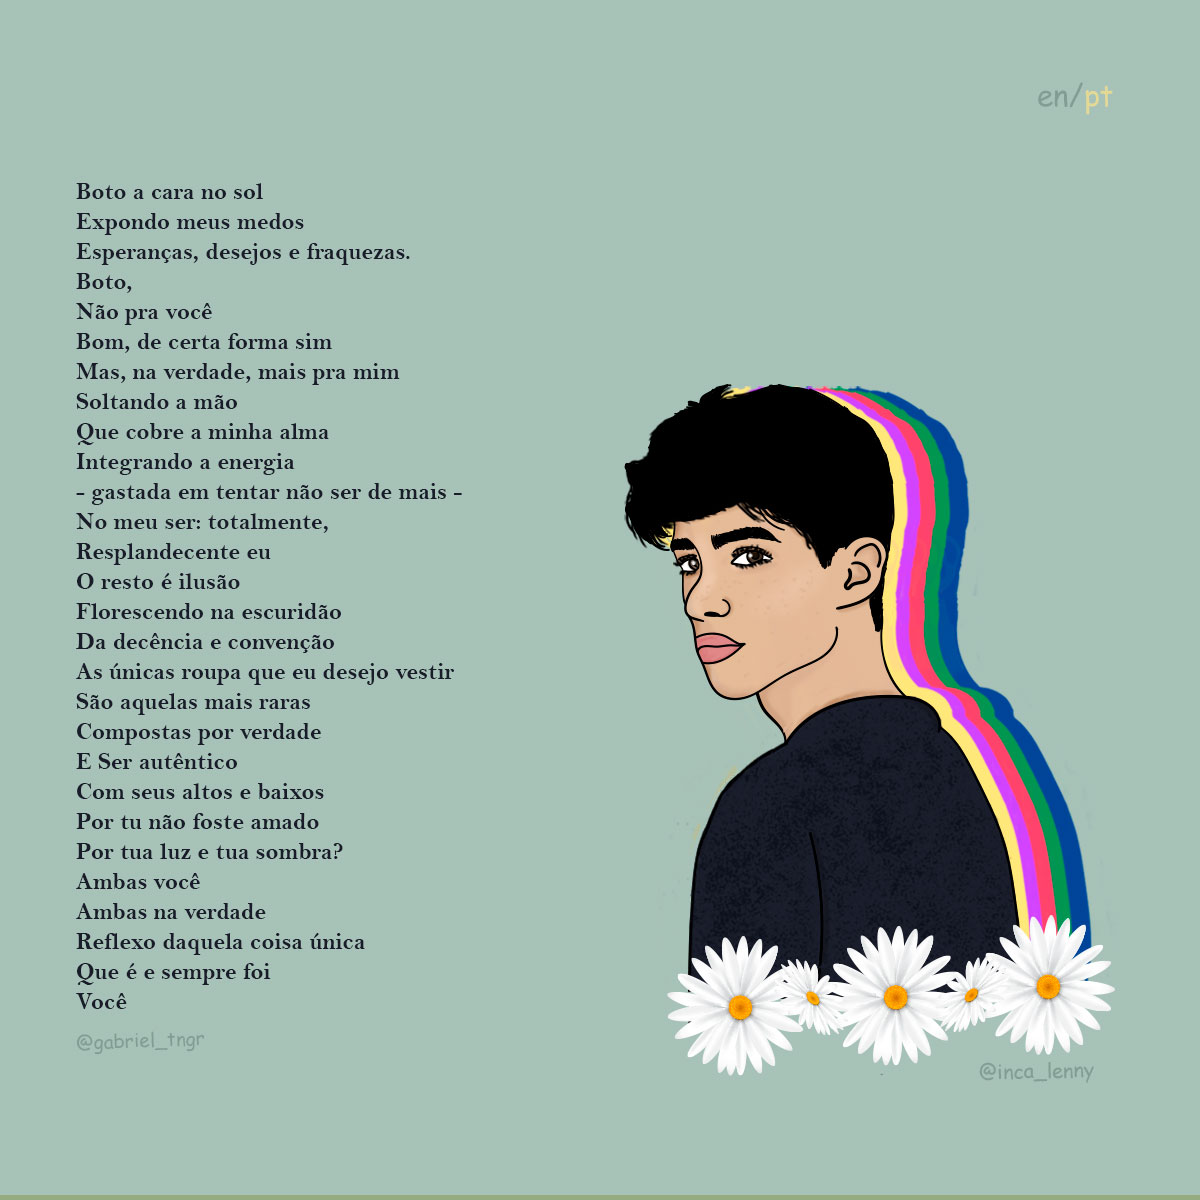 en/pt
Boto a cara no sol
Expondo meus medos
Esperanças, desejos e fraquezas.
Boto,
Não pra você
Bom, de certa forma sim
Mas, na verdade, mais pra mim
Soltando a mão
Que cobre a minha alma
Integrando a energia
- gastada em tentar não ser de mais -
No meu ser: totalmente,
Resplandecente eu
O resto é ilusão
Florescendo na escuridão
Da decência e convenção
As únicas roupa que eu desejo vestir
São aquelas mais raras
Compostas por verdade
E Ser autêntico
Com seus altos e baixos
Por tu não foste amado
Por tua luz e tua sombra?
Ambas você
Ambas na verdade
Reflexo daquela coisa única
Que é e sempre foi
Você
@gabriel_tngr
@inca_lenny